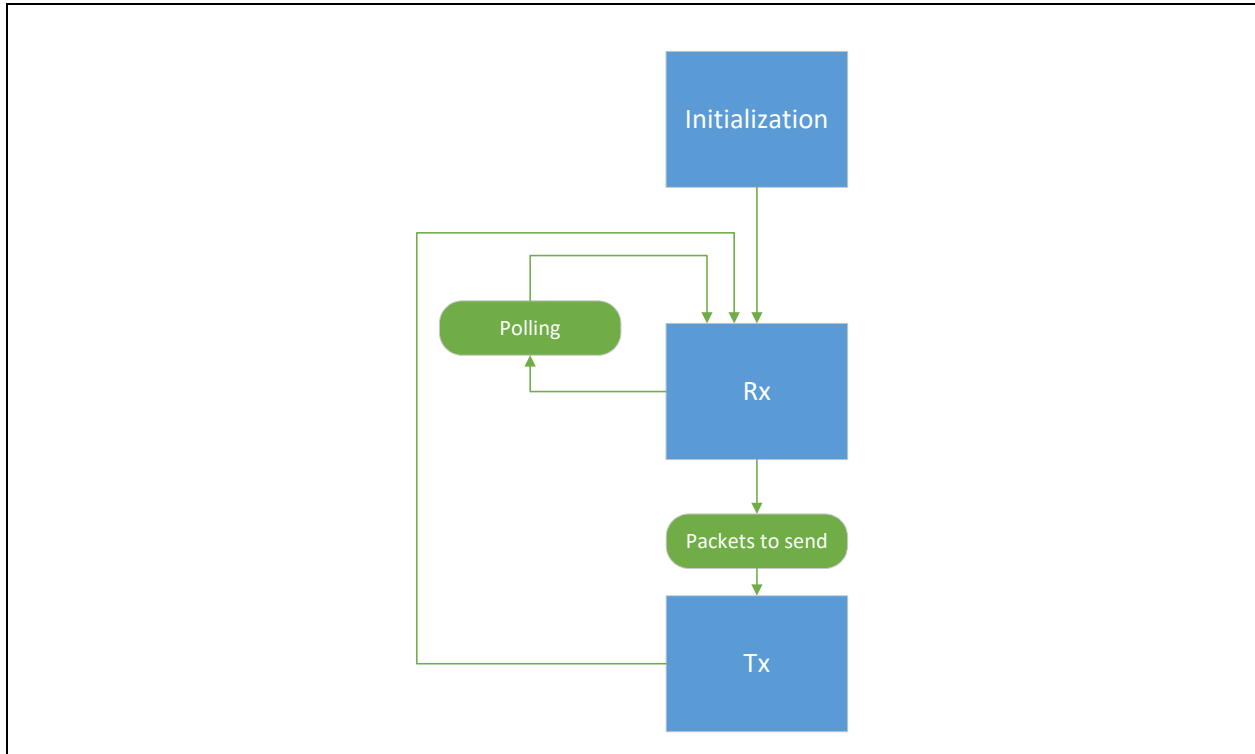 Initialization
Polling
Rx
Packets to send
Tx